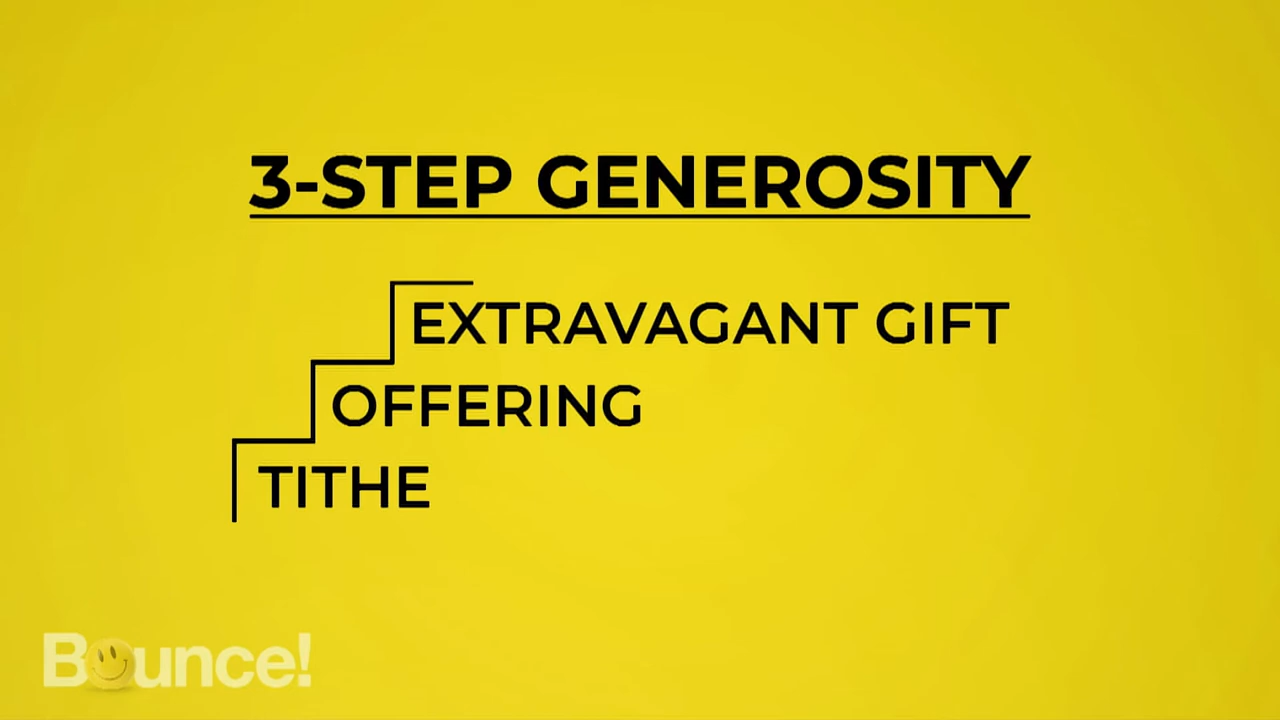 3-STEP GENEROSITY
EXTRAVAGANT GIFT
OFFERING
TITHE
Bounce!